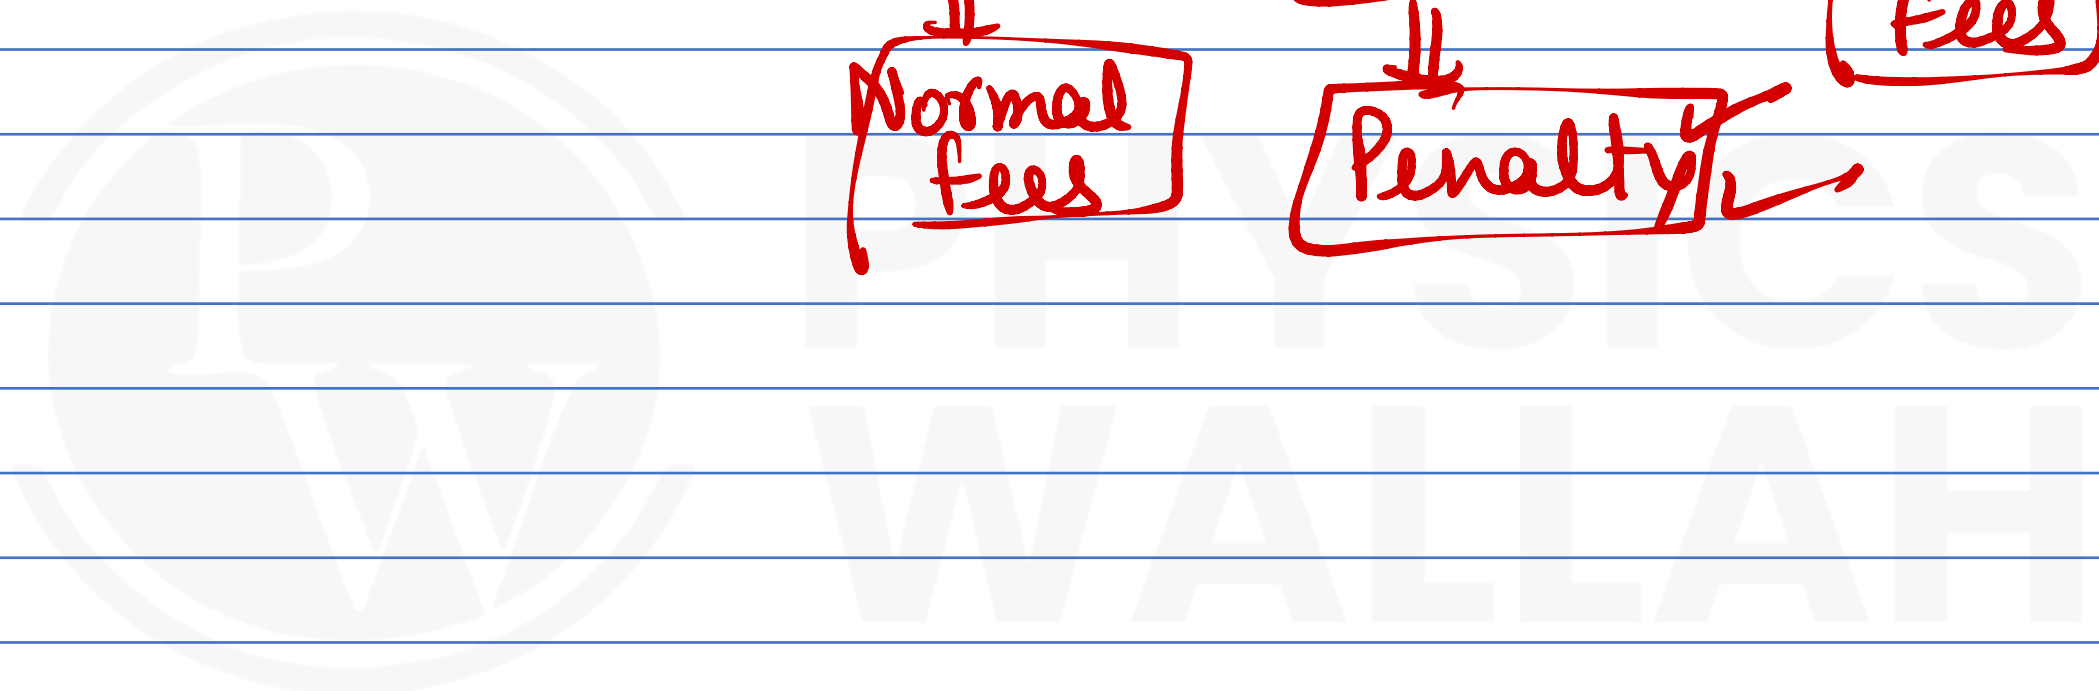 Fees
Normal
fees
Penalty
PHYSICS
WALLAH